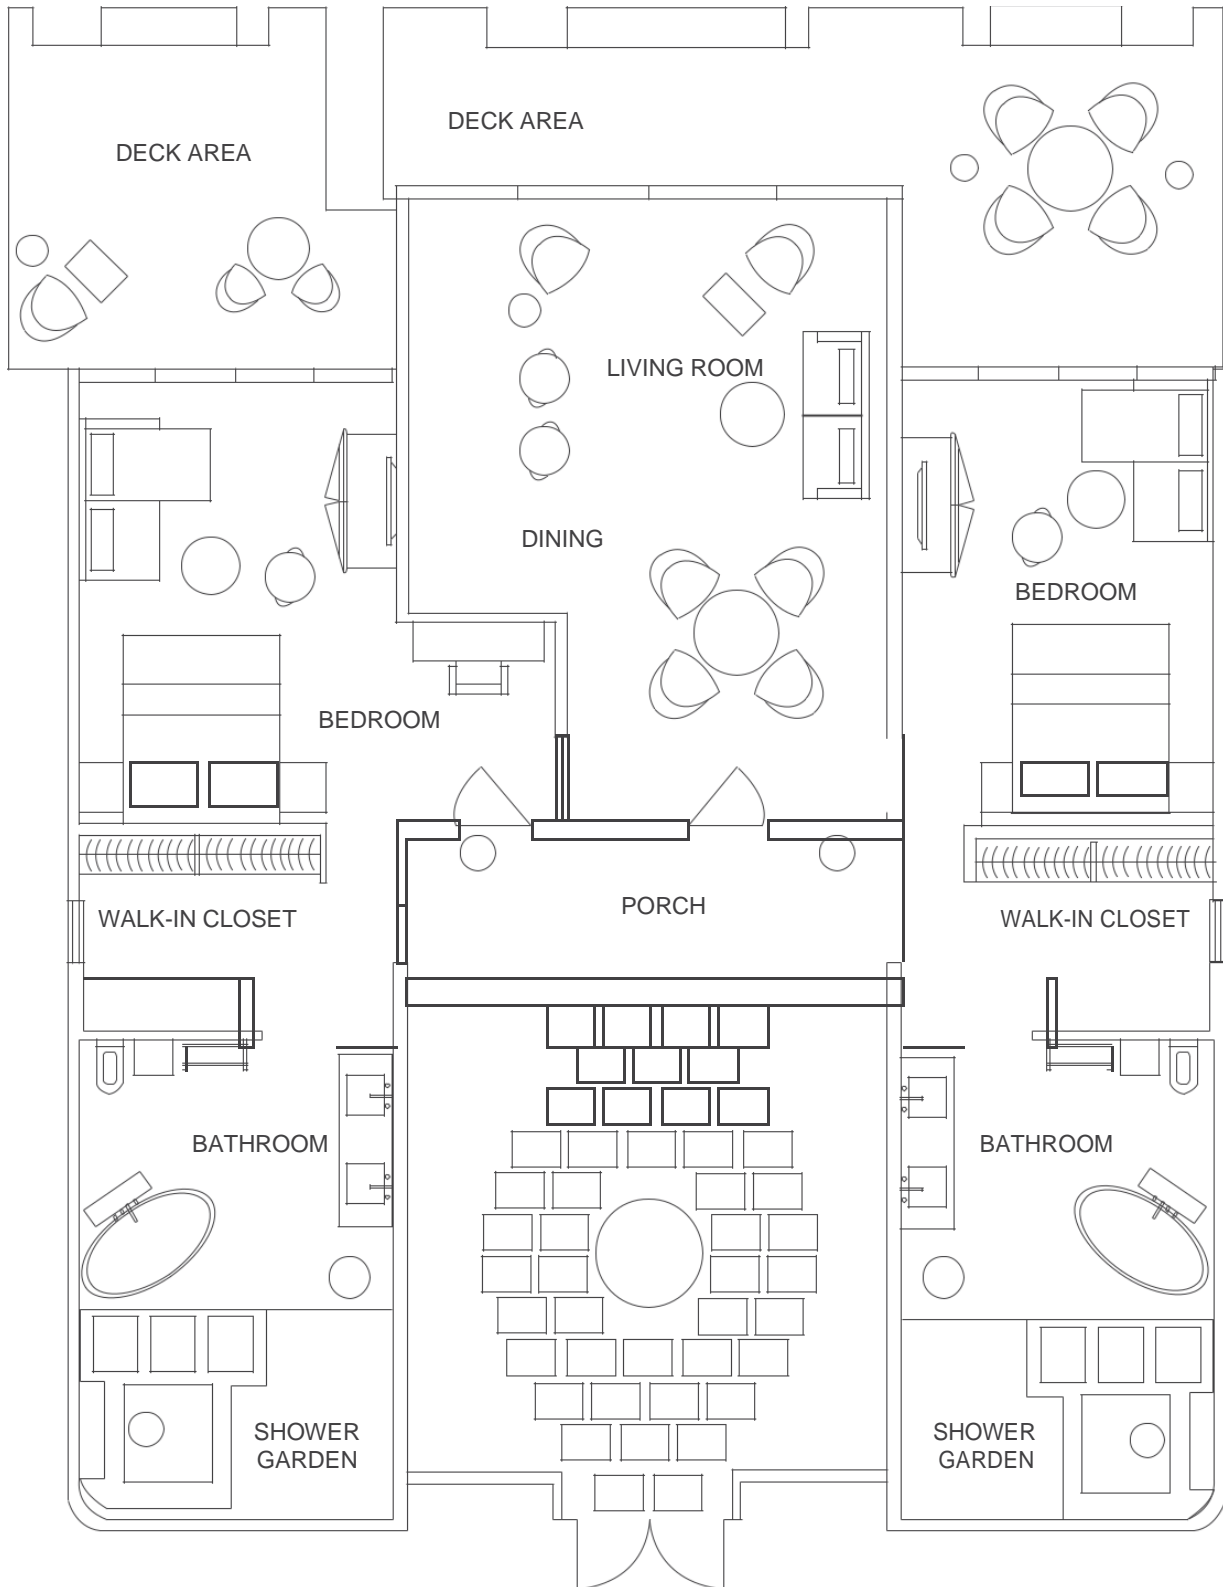 DECK AREA
DECK AREA
LIVING ROOM
DINING
BEDROOM
BEDROOM
PORCH
WALK-IN CLOSET
WALK-IN CLOSET
BATHROOM
BATHROOM
SHOWER
GARDEN
SHOWER
GARDEN